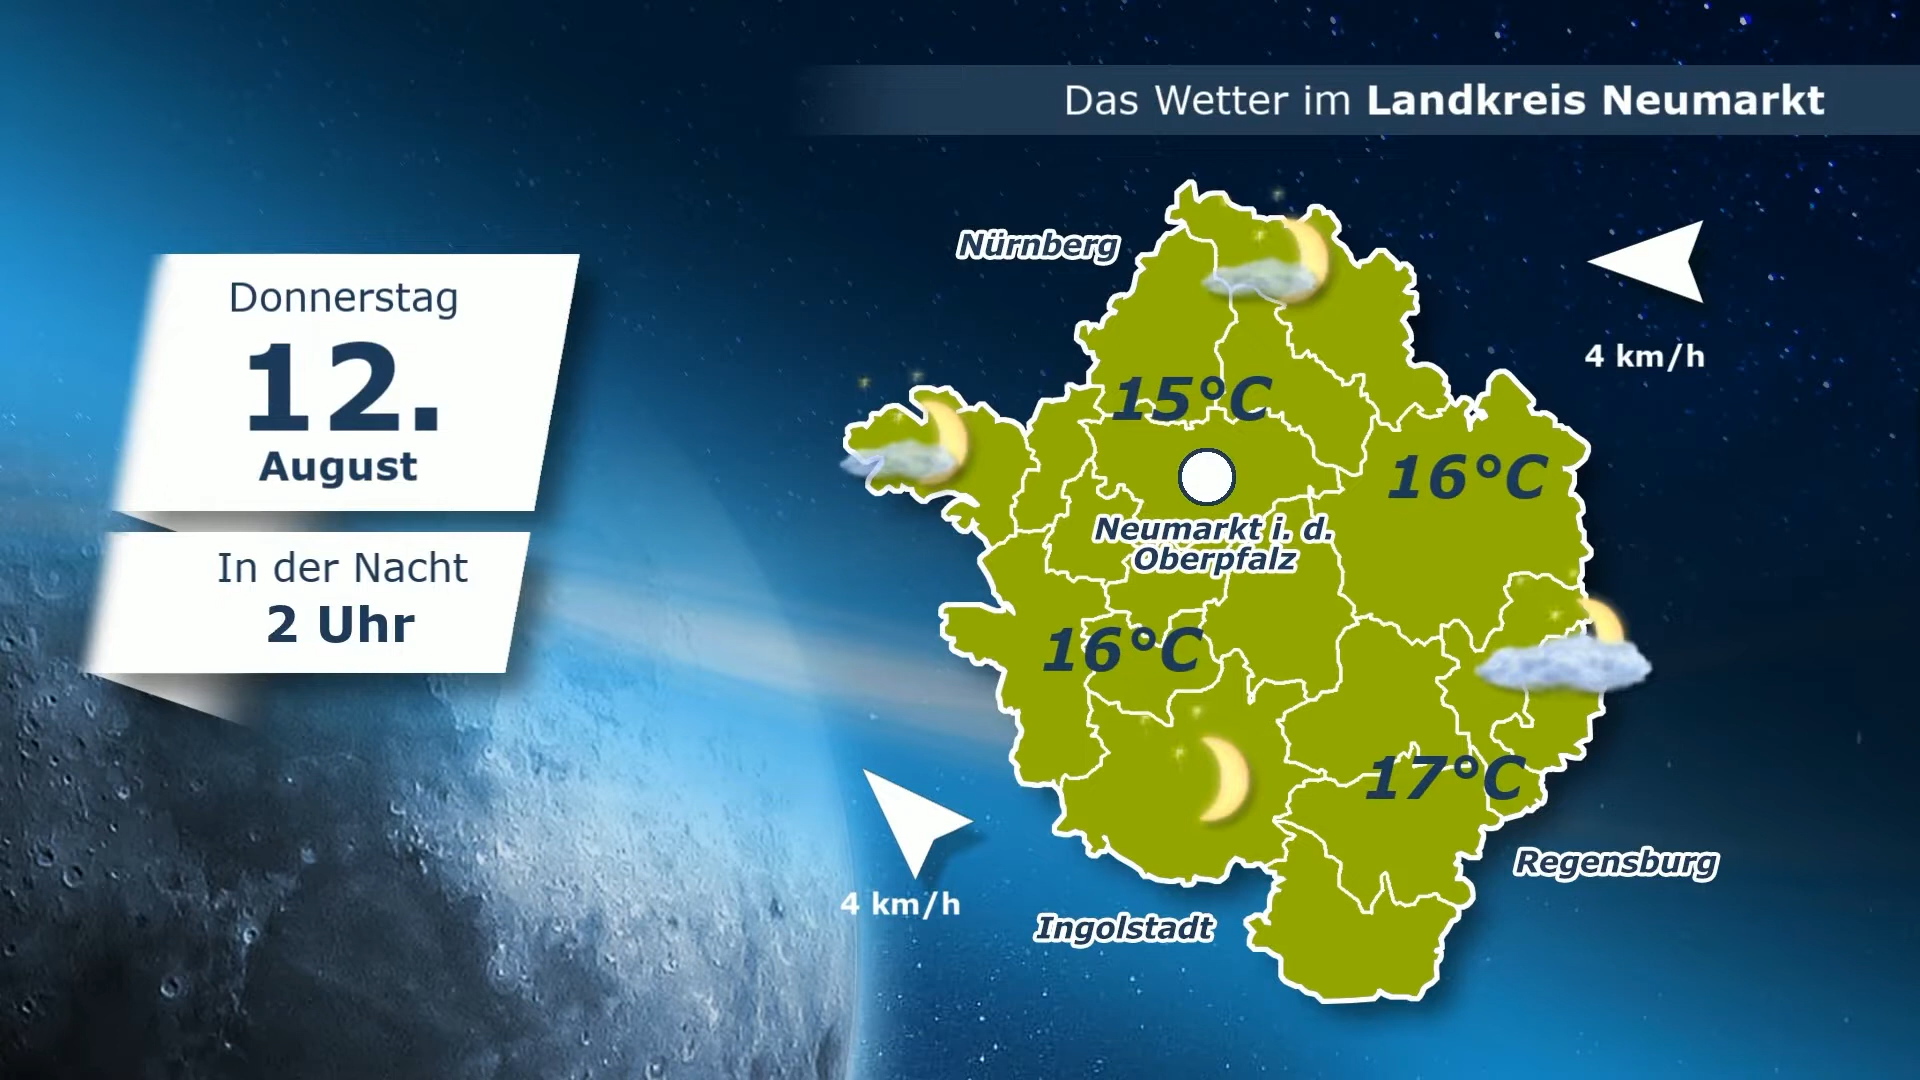 Das Wetter im Landkreis Neumarkt
Donnerstag
12.
August
In der Nacht
2 Uhr
Nürnberg
4 km/h
15°C
16°C
Neumarkt i. d.
Oberpfalz
16°C
17°C
Regensburg
4 km/h
Ingolstadt